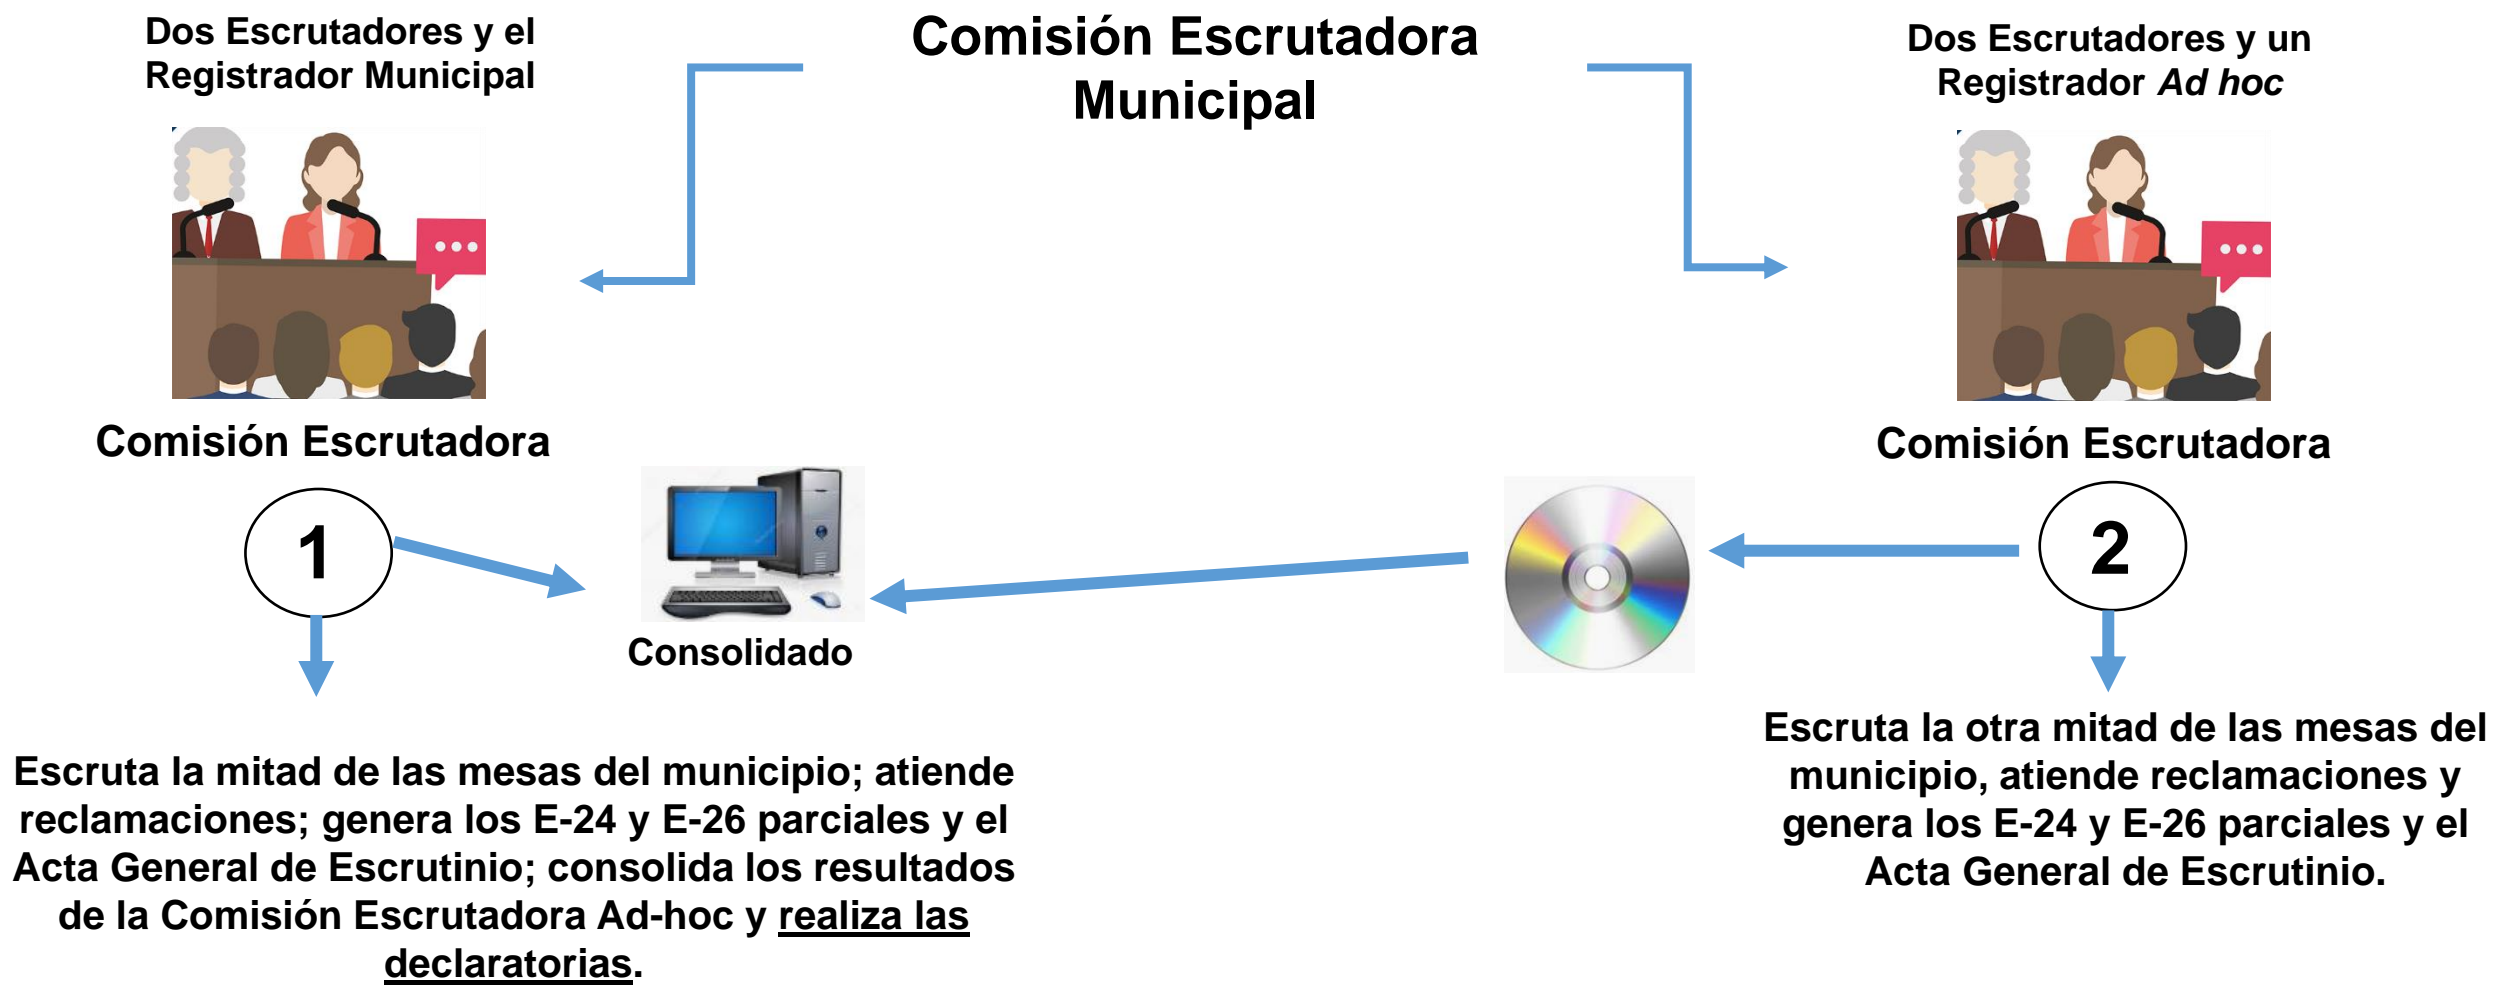 Dos Escrutadores y el
Registrador Municipal
Comisión Escrutadora
Municipal
Dos Escrutadores y un
Registrador Ad hoc
Comisión Escrutadora
1
Consolidado
Comisión Escrutadora
2
Escruta la mitad de las mesas del municipio; atiende
reclamaciones; genera los E-24 y E-26 parciales y el
Acta General de Escrutinio; consolida los resultados
de la Comisión Escrutadora Ad-hoc y realiza las
declaratorias.
Escruta la otra mitad de las mesas del
municipio, atiende reclamaciones y
genera los E-24 y E-26 parciales y el
Acta General de Escrutinio.